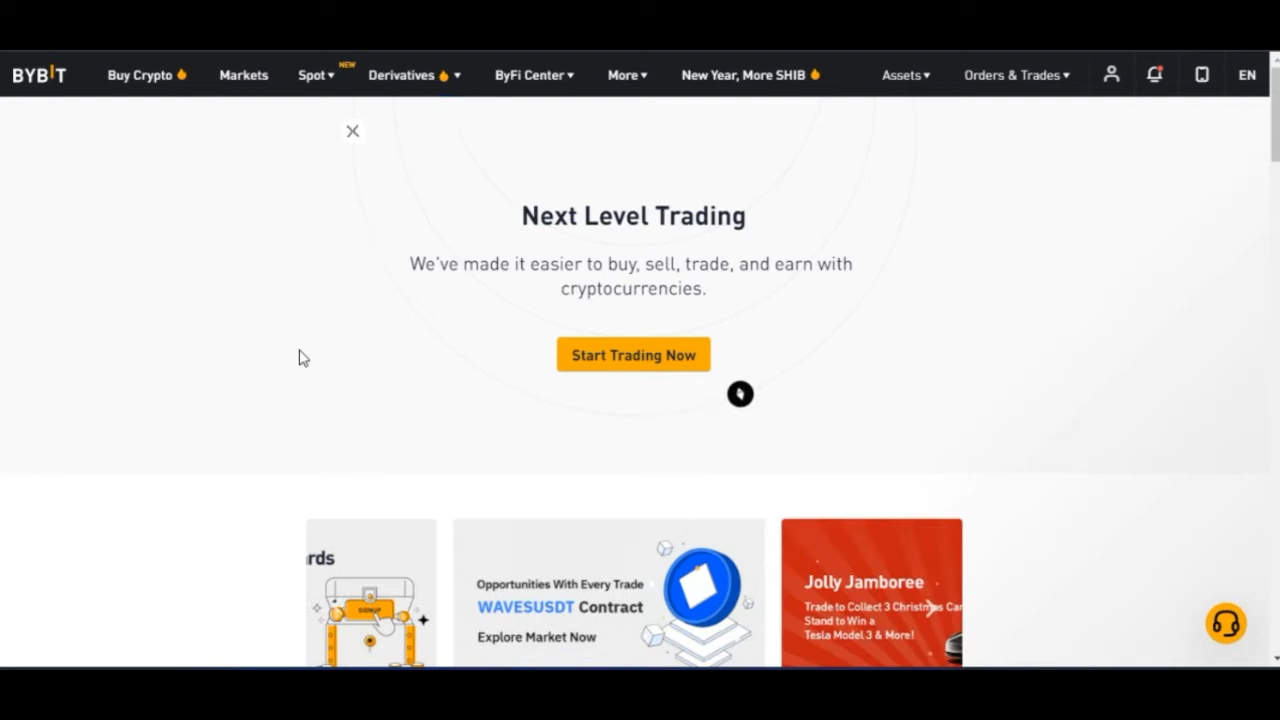 BYBIT
Buy Crypto
Markets
Spot
NEW
Derivatives
ByFi Center
More
New Year, More SHIB
Assets
Orders & Trades
EN
Next Level Trading
We've made it easier to buy, sell, trade, and earn with
cryptocurrencies.
Start Trading Now
rds
SIGNUP
Opportunities With Every Trade
WAVESUSDT Contract
Explore Market Now
Jolly Jamboree
Trade to Collect 3 Christmas Car
Stand to Win a
Tesla Model 3 & More!